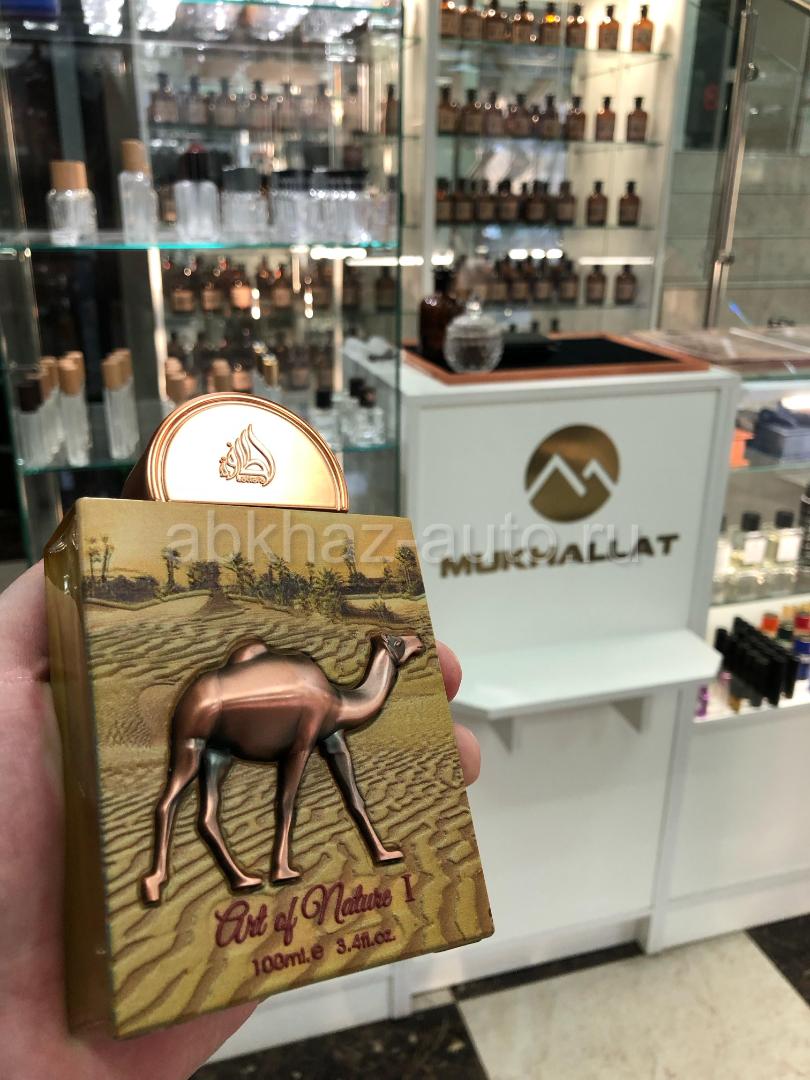 abkhaz-auto.ru
MUKHALLAT
Art of Nature I
100ml.e 3.4fl.oz.